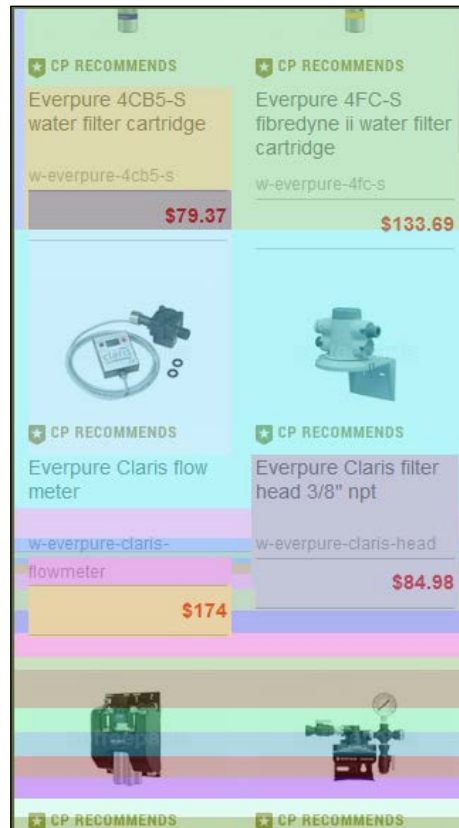 CP RECOMMENDS
Everpure 4CB5-S
water filter cartridge
w-everpure-4cb5-s
$79.37
CP RECOMMENDS
Everpure 4FC-S
fibredyne ii water filter
cartridge
w-everpure-4fc-s
$133.69
claris
CP RECOMMENDS
Everpure Claris flow
meter
w-everpure-claris-
flowmeter
$174
CP RECOMMENDS
Everpure Claris filter
head 3/8" npt
w-everpure-claris-head
$84.98
CP RECOMMENDS
CP RECOMMENDS